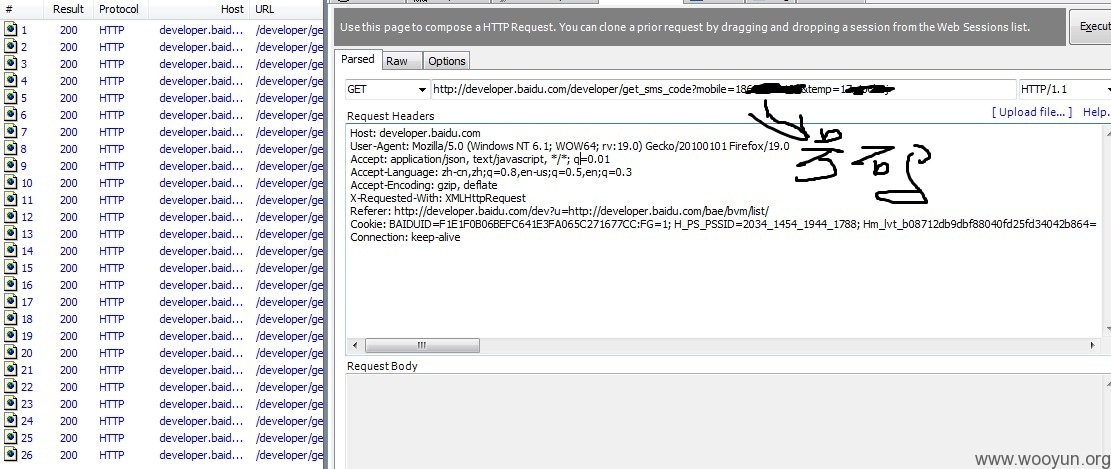 # Result Protocol Host URL
1 200 HTTP developer.baid... /developer/ge
2 200 HTTP developer.baid... /developer/ge
3 200 HTTP developer.baid... /developer/ge
4 200 HTTP developer.baid... /developer/ge
5 200 HTTP developer.baid... /developer/ge
6 200 HTTP developer.baid... /developer/ge
7 200 HTTP developer.baid... /developer/ge
8 200 HTTP developer.baid... /developer/ge
9 200 HTTP developer.baid... /developer/ge
10 200 HTTP developer.baid... /developer/ge
11 200 HTTP developer.baid... /developer/ge
12 200 HTTP developer.baid... /developer/ge
13 200 HTTP developer.baid... /developer/ge
14 200 HTTP developer.baid... /developer/ge
15 200 HTTP developer.baid... /developer/ge
16 200 HTTP developer.baid... /developer/ge
17 200 HTTP developer.baid... /developer/ge
18 200 HTTP developer.baid... /developer/ge
19 200 HTTP developer.baid... /developer/ge
20 200 HTTP developer.baid... /developer/ge
21 200 HTTP developer.baid... /developer/ge
22 200 HTTP developer.baid... /developer/ge
23 200 HTTP developer.baid... /developer/ge
24 200 HTTP developer.baid... /developer/ge
25 200 HTTP developer.baid... /developer/ge
26 200 HTTP developer.baid... /developer/ge
Use this page to compose a HTTP Request. You can clone a prior request by dragging and dropping a session from the Web Sessions list.
Execut
Parsed Raw Options
GET http://developer.baidu.com/developer/get_sms_code?mobile=186 &temp=17 HTTP/1.1
[ Upload file... ] Help.
Request Headers
Host: developer.baidu.com
User-Agent: Mozilla/5.0 (Windows NT 6.1; WOW64; rv:19.0) Gecko/20100101 Firefox/19.0
Accept: application/json, text/javascript, */*; q=0.01
Accept-Language: zh-cn,zh;q=0.8,en-us;q=0.5,en;q=0.3
Accept-Encoding: gzip, deflate
X-Requested-With: XMLHttpRequest
Referer: http://developer.baidu.com/dev?u=http://developer.baidu.com/bae/bvm/list/
Cookie: BAIDUID=F1E1F0B06BEFC641E3FA065C271677CC:FG=1; H_PS_PSSID=2034_1454_1944_1788; Hm_lvt_b08712db9dbf88040fd25fd34042b864=
Connection: keep-alive
Request Body
www.wooyun.org